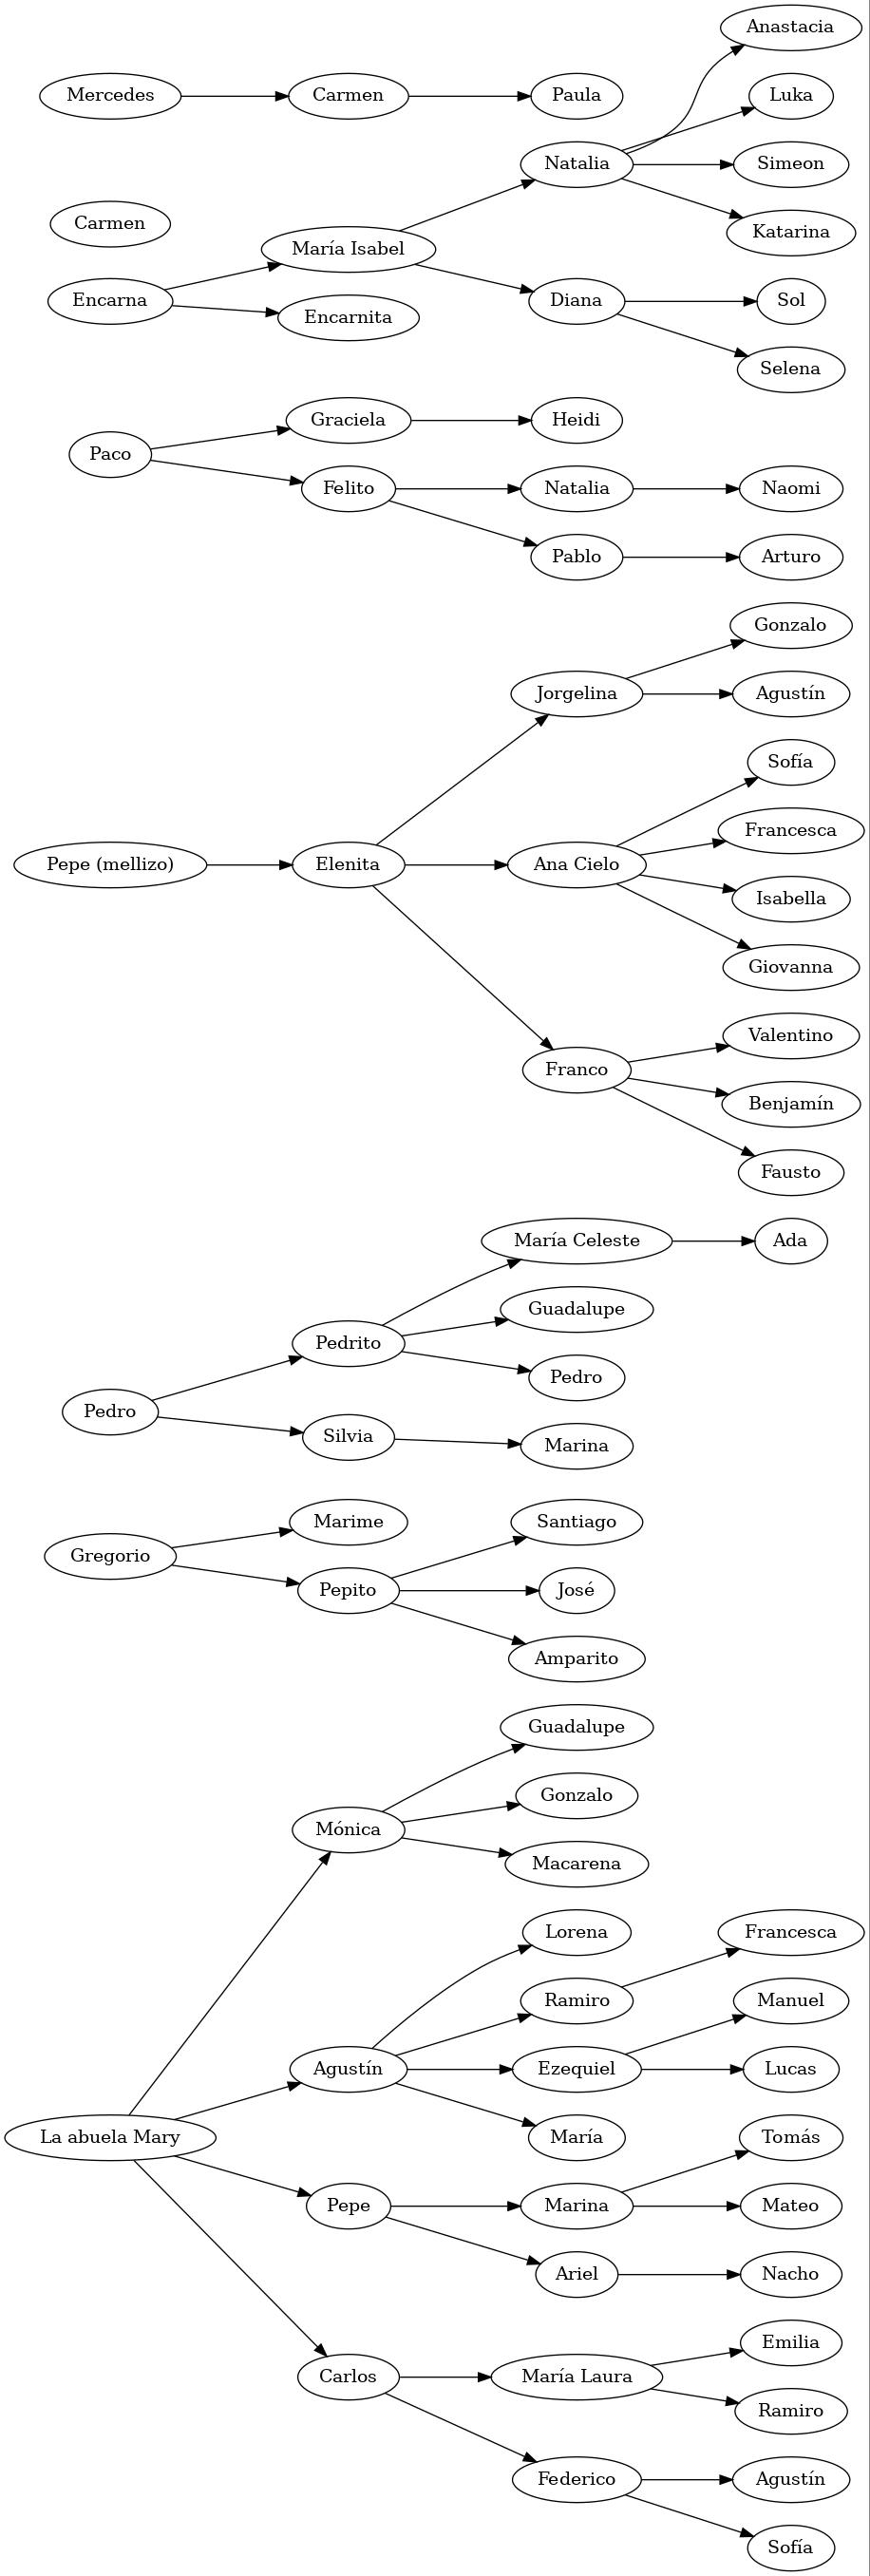 Anastacia
Mercedes
Carmen
Paula
Luka
Natalia
Simeon
Carmen
María Isabel
Katarina
Encarna
Encarnita
Diana
Sol
Selena
Paco
Graciela
Heidi
Felito
Natalia
Naomi
Pablo
Arturo
Gonzalo
Jorgelina
Agustín
Sofía
Francesca
Pepe (mellizo)
Elenita
Ana Cielo
Isabella
Giovanna
Valentino
Franco
Benjamín
Fausto
María Celeste
Ada
Guadalupe
Pedrito
Pedro
Pedro
Silvia
Marina
Marime
Santiago
Gregorio
Pepito
José
Amparito
Guadalupe
Mónica
Gonzalo
Macarena
Lorena
Francesca
Ramiro
Manuel
Agustín
Ezequiel
Lucas
La abuela Mary
María
Tomás
Pepe
Marina
Mateo
Ariel
Nacho
Emilia
Carlos
María Laura
Ramiro
Federico
Agustín
Sofía